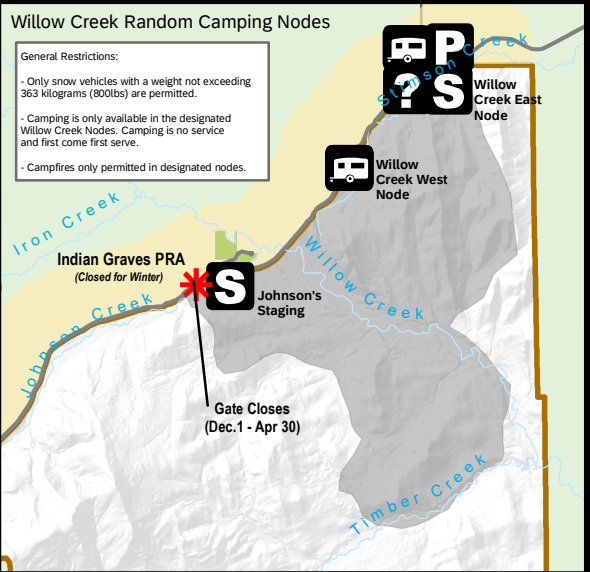 Willow Creek Random Camping Nodes
General Restrictions:
- Only snow vehicles with a weight not exceeding
363 kilograms (800lbs) are permitted.
- Camping is only available in the designated
Willow Creek Nodes. Camping is no service
and first come first serve.
- Campfires only permitted in designated nodes.
P
? S
Stimson Creek
Willow
Creek East
Node
Willow
Creek West
Node
Iron Creek
Willow Creek
Indian Graves PRA
(Closed for Winter)
S
Johnson's
Staging
Johnson Creek
Gate Closes
(Dec.1 - Apr 30)
Timber Creek